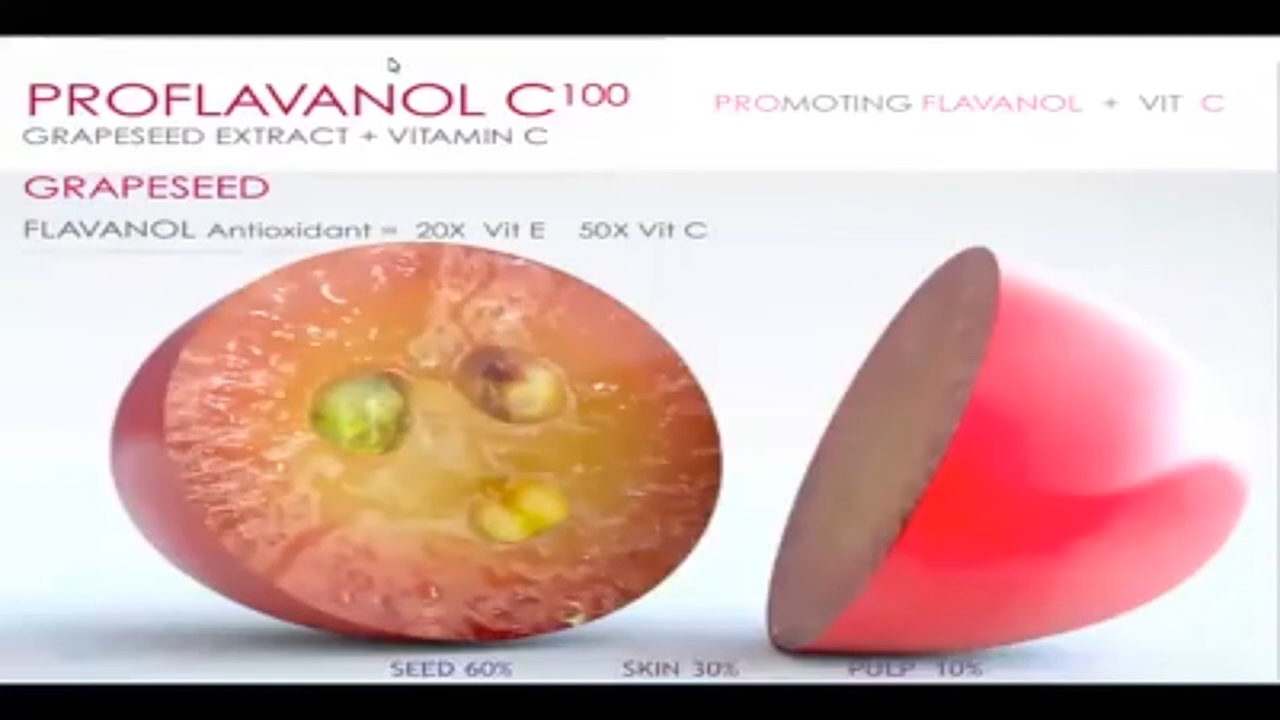 PROFLAVANOL C¹⁰⁰
GRAPESEED EXTRACT + VITAMIN C
PROMOTING FLAVANOL + VIT C
GRAPESEED
FLAVANOL Antioxidant = 20X Vit E 50X Vit C
SEED 60% SKIN 30% PULP 10%